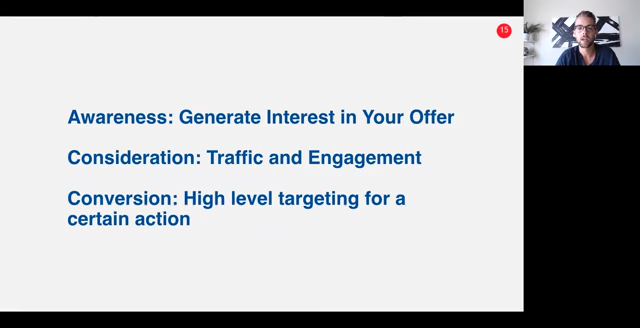 15
Awareness: Generate Interest in Your Offer
Consideration: Traffic and Engagement
Conversion: High level targeting for a
certain action